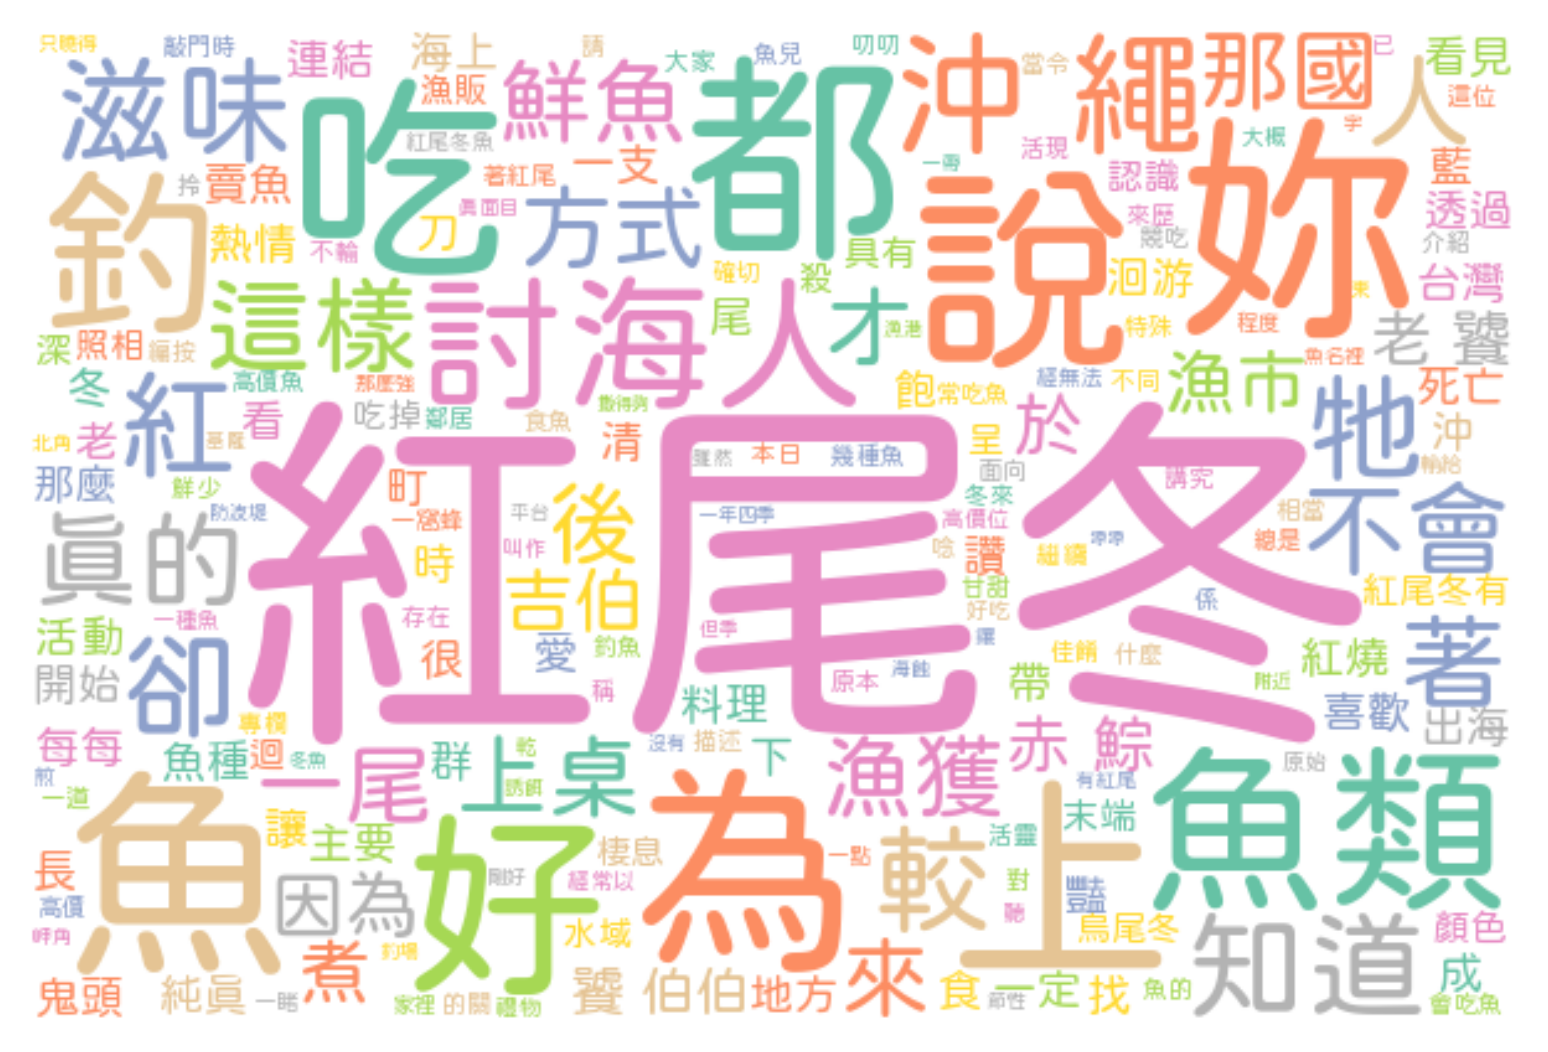 只曉得 敲門時 連結 海上 請 大家 魚兒 叨叨 沖繩 當令 那國 已 人 看見
滋味 吃 漁販 鮮魚 都 這位
紅尾冬魚 一支 活現 大概 藍
釣 拎 賣魚 著紅尾 真面目 方式 說 認識 妳 透過
熱情 不輸 刀 確切 殺 具有 來歷 競吃 介紹
這樣 討海人 尾 才 漁港 洄游 特殊 程度 台灣
深 照相 編按 老饕 魚名裡
冬 紅 高價魚 那麼強 吃掉 鄰居 食魚 飽 常吃魚 經無法 不同 漁市 牠 死亡
北角 老 基隆 看 紅尾冬 清 雖然 本日 幾種魚 呈 於 沖
那麼 鮮少 町 面向 講究 不會
防波堤 一窩蜂 平台 後 一年四季 冬來 高價位 相當
真的 叫作 時 唸 讚 繼續 總是
吉伯 甘甜 紅尾冬有
一種魚 存在 但季 好吃 係
活動 卻 很 愛 釣魚 佳餚 什麼 紅燒 著
開始 稱 原本 海蝕 帶 附近
專欄 料理 喜歡 出海
每每 魚種 迴 冬魚 一尾 群 上桌 乾 誘餌 沒有 描述 下 漁獲 赤 鯮 原始
煎 一道 魚 有紅尾 末端 魚類
讓 主要 好 棲息 為 一點 較 活靈 上
長 高價 因為 剛好 經常以 對 聽 豔
煮 釣場 水域 烏尾冬 知道 顏色
鬼頭 純真 一睹 家裡 的關 禮物 饕 伯伯 地方 來 食 節性 一定 找 魚的 成 會吃魚